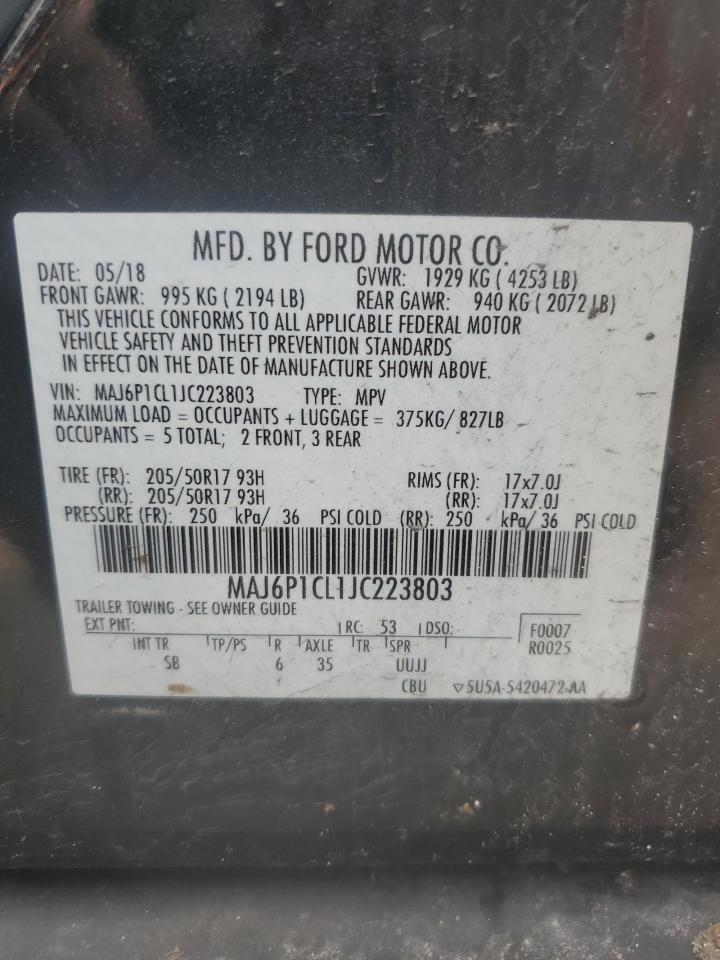 MFD. BY FORD MOTOR CO.
DATE: 05/18 GVWR: 1929 KG ( 4253 LB)
FRONT GAWR: 995 KG ( 2194 LB) REAR GAWR: 940 KG ( 2072 LB)
THIS VEHICLE CONFORMS TO ALL APPLICABLE FEDERAL MOTOR
VEHICLE SAFETY AND THEFT PREVENTION STANDARDS
IN EFFECT ON THE DATE OF MANUFACTURE SHOWN ABOVE.
VIN: MAJ6P1CL1JC223803 TYPE: MPV
MAXIMUM LOAD = OCCUPANTS + LUGGAGE = 375KG/ 827LB
OCCUPANTS = 5 TOTAL; 2 FRONT, 3 REAR
TIRE (FR): 205/50R17 93H RIMS (FR): 17x7.0J
(RR): 205/50R17 93H (RR): 17x7.0J
PRESSURE (FR): 250 kPa/ 36 PSI COLD (RR): 250 kPa/ 36 PSI COLD
MAJ6P1CL1JC223803
TRAILER TOWING - SEE OWNER GUIDE
EXT PNT: RC: 53 DSO: F0007
INT TR TP/PS R AXLE TR SPR R0025
SB 6 35 UUJJ
CBU ▽5U5A-5420472-AA